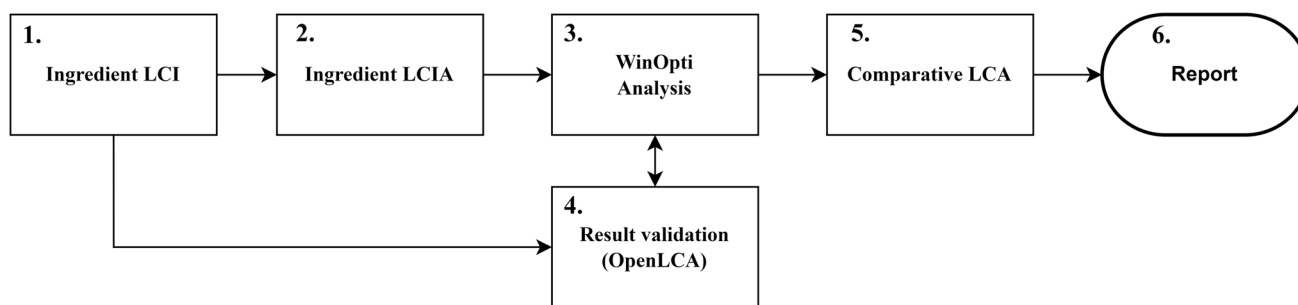 1.
Ingredient LCI
2.
Ingredient LCIA
3.
WinOpti
Analysis
4.
Result validation
(OpenLCA)
5.
Comparative LCA
6.
Report